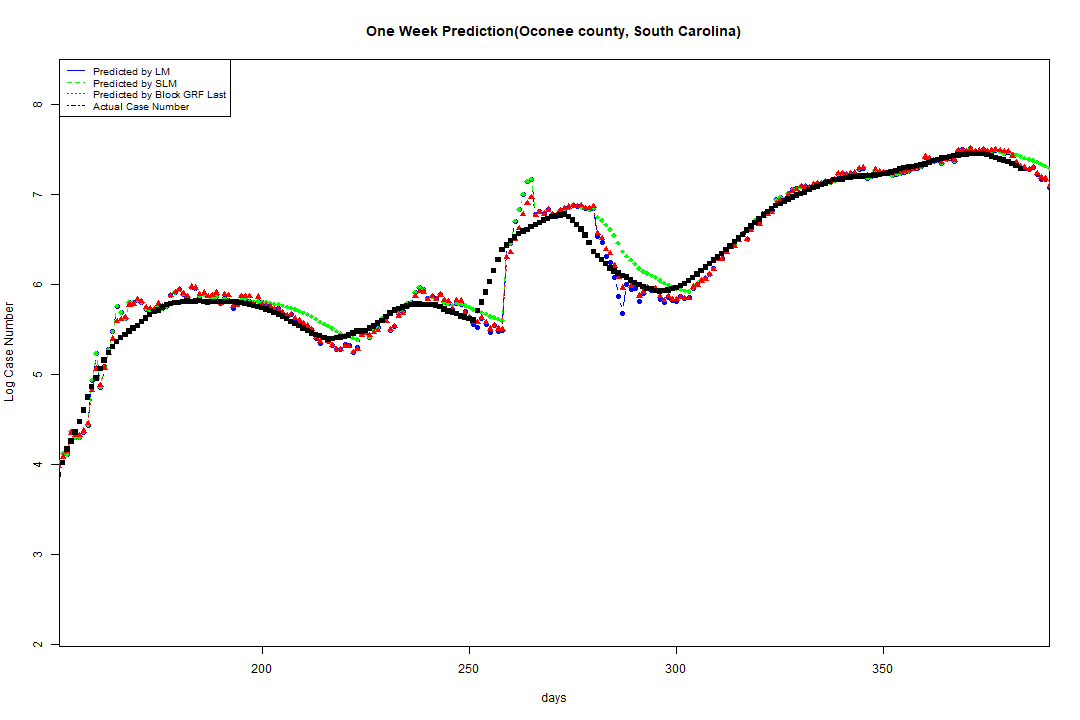 One Week Prediction(Oconee county, South Carolina)
Predicted by LM
Predicted by SLM
Predicted by Block GRF Last
Actual Case Number
8
7
6
5
4
3
2
Log Case Number
200 250 300 350
days